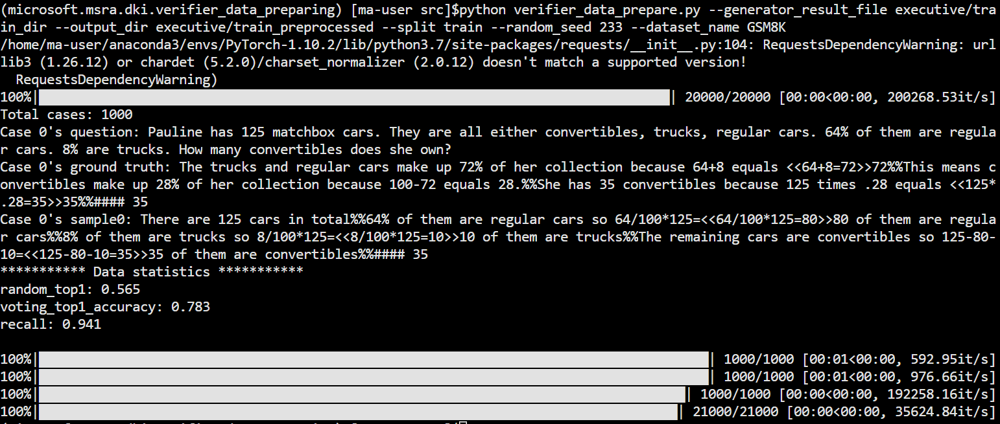 (microsoft.msra.dki.verifier_data_preparing) [ma-user src]$python verifier_data_prepare.py --generator_result_file executive/tra
in_dir --output_dir executive/train_preprocessed --split train --random_seed 233 --dataset_name GSM8K
/home/ma-user/anaconda3/envs/PyTorch-1.10.2/lib/python3.7/site-packages/requests/__init__.py:104: RequestsDependencyWarning: url
lib3 (1.26.12) or chardet (5.2.0)/charset_normalizer (2.0.12) doesn't match a supported version!
  RequestsDependencyWarning)
100%| | 20000/20000 [00:00<00:00, 200268.53it/s]
Total cases: 1000
Case 0's question: Pauline has 125 matchbox cars. They are all either convertibles, trucks, regular cars. 64% of them are regula
r cars. 8% are trucks. How many convertibles does she own?
Case 0's ground truth: The trucks and regular cars make up 72% of her collection because 64+8 equals <<64+8=72>>72%%This means c
onvertibles make up 28% of her collection because 100-72 equals 28.%%She has 35 convertibles because 125 times .28 equals <<125*
.28=35>>35%%#### 35
Case 0's sample0: There are 125 cars in total%%64% of them are regular cars so 64/100*125=<<64/100*125=80>>80 of them are regula
r cars%%8% of them are trucks so 8/100*125=<<8/100*125=10>>10 of them are trucks%%The remaining cars are convertibles so 125-80-
10=<<125-80-10=35>>35 of them are convertibles%%#### 35
*********** Data statistics ***********
random_top1: 0.565
voting_top1_accuracy: 0.783
recall: 0.941
100%| | 1000/1000 [00:01<00:00, 592.95it/s]
100%| | 1000/1000 [00:01<00:00, 976.66it/s]
100%| | 1000/1000 [00:00<00:00, 192258.16it/s]
100%| | 21000/21000 [00:00<00:00, 35624.84it/s]